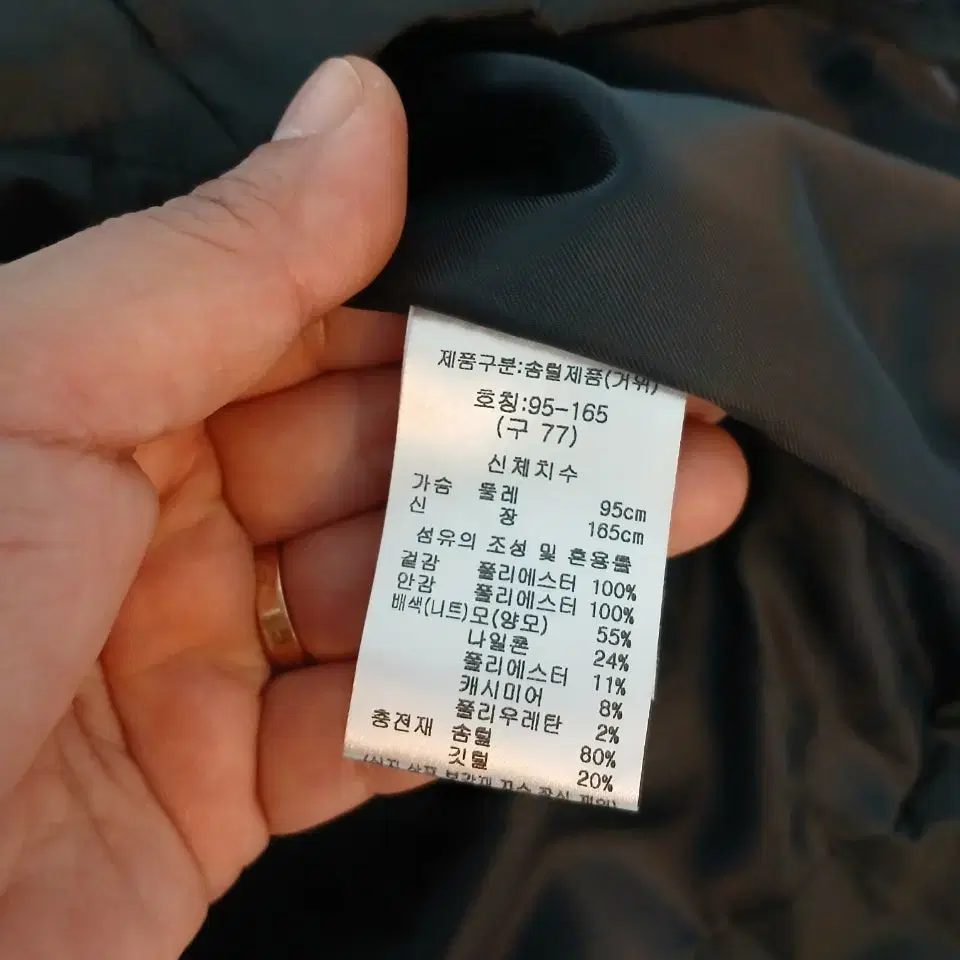 제품구분:솜털제품(거위)
호칭:95-165
(구 77)
신체치수
가슴 둘레 95cm
신 장 165cm
섬유의 조성 및 혼용률
겉감 폴리에스터 100%
안감 폴리에스터 100%
배색(니트)모(양모) 55%
나일론 24%
폴리에스터 11%
캐시미어 8%
폴리우레탄 2%
충전재 솜털 80%
깃털 20%